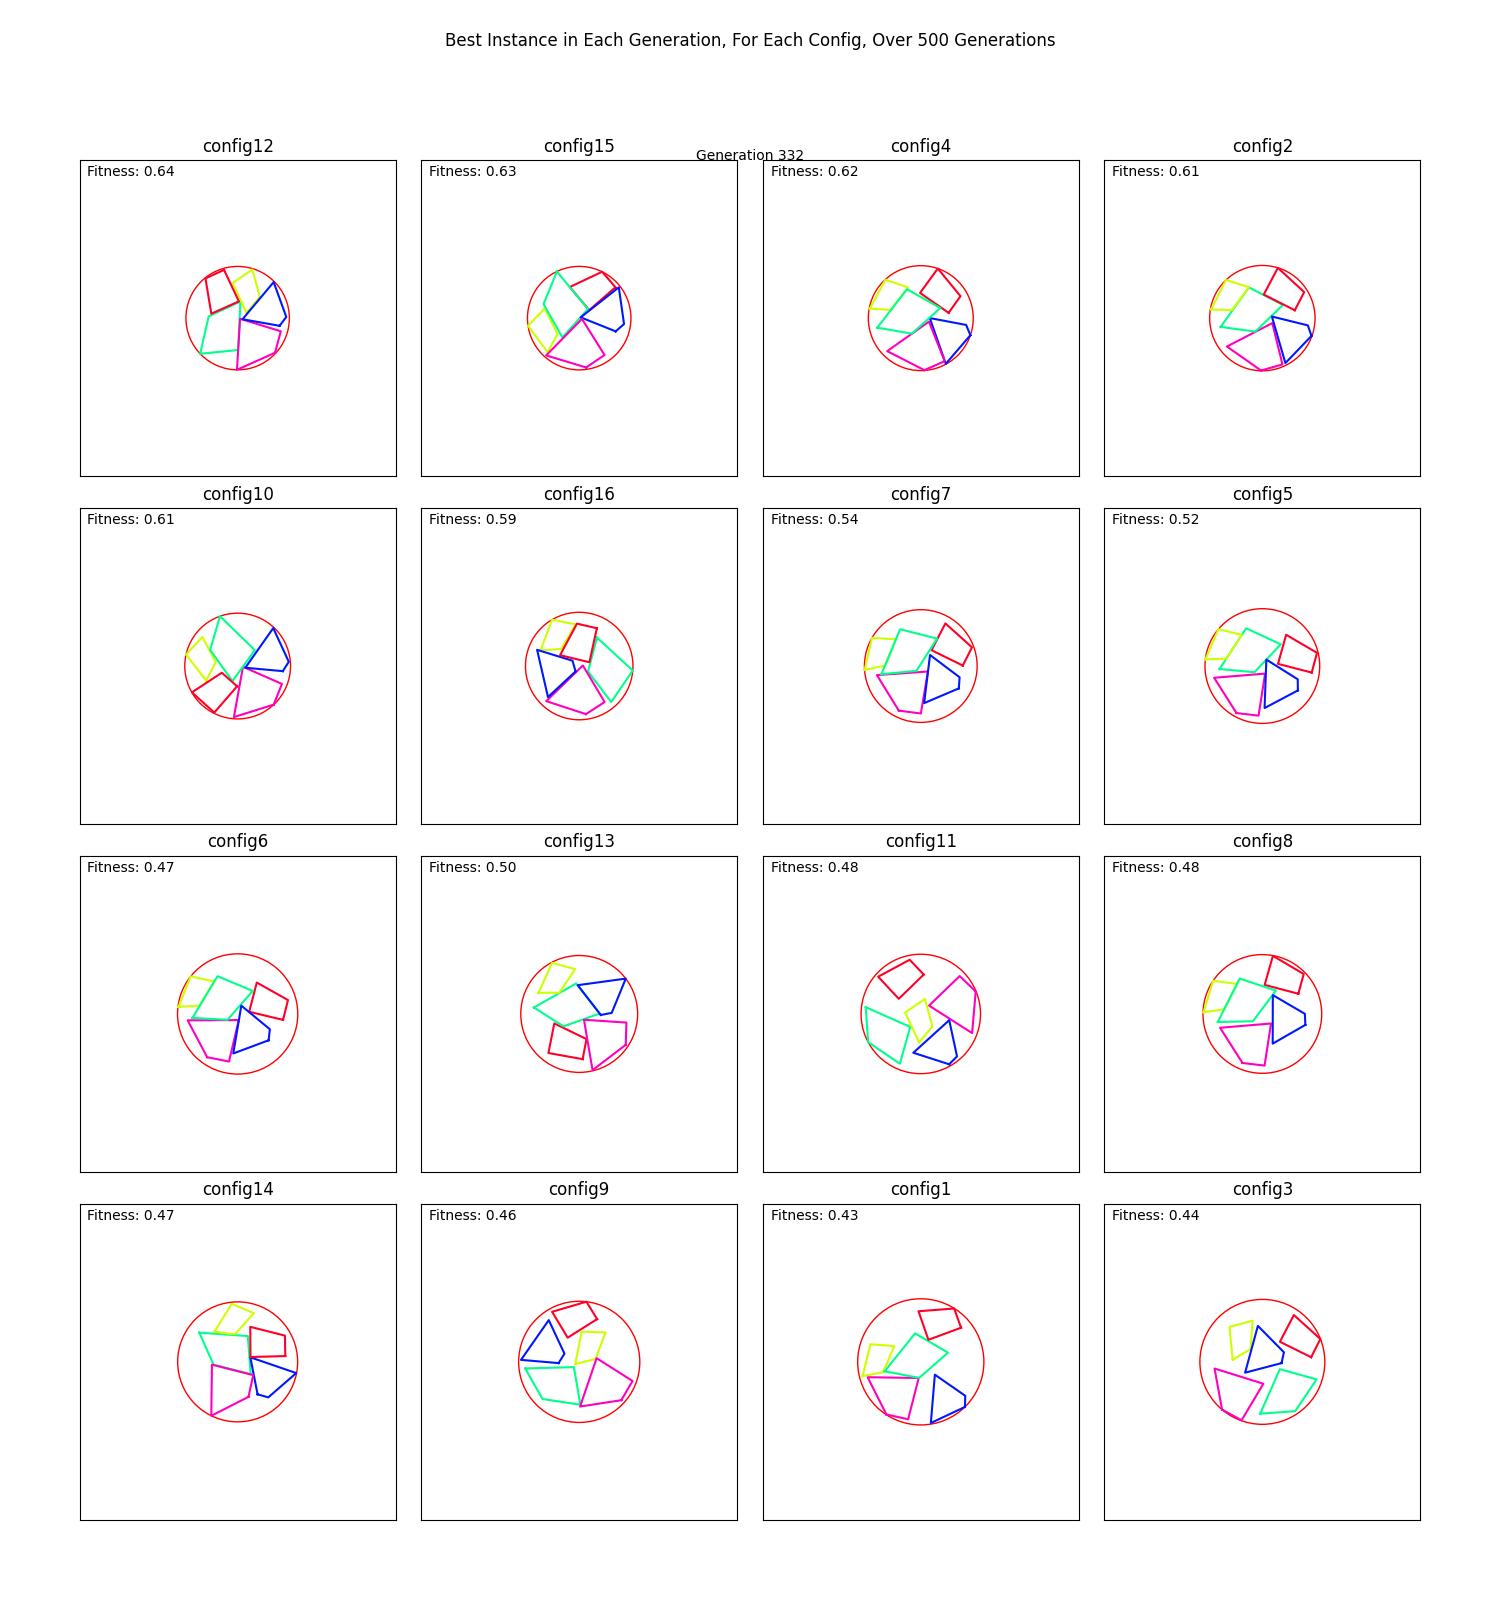 Best Instance in Each Generation, For Each Config, Over 500 Generations
Generation 332
config12
Fitness: 0.64
config15
Fitness: 0.63
config4
Fitness: 0.62
config2
Fitness: 0.61
config10
Fitness: 0.61
config16
Fitness: 0.59
config7
Fitness: 0.54
config5
Fitness: 0.52
config6
Fitness: 0.47
config13
Fitness: 0.50
config11
Fitness: 0.48
config8
Fitness: 0.48
config14
Fitness: 0.47
config9
Fitness: 0.46
config1
Fitness: 0.43
config3
Fitness: 0.44